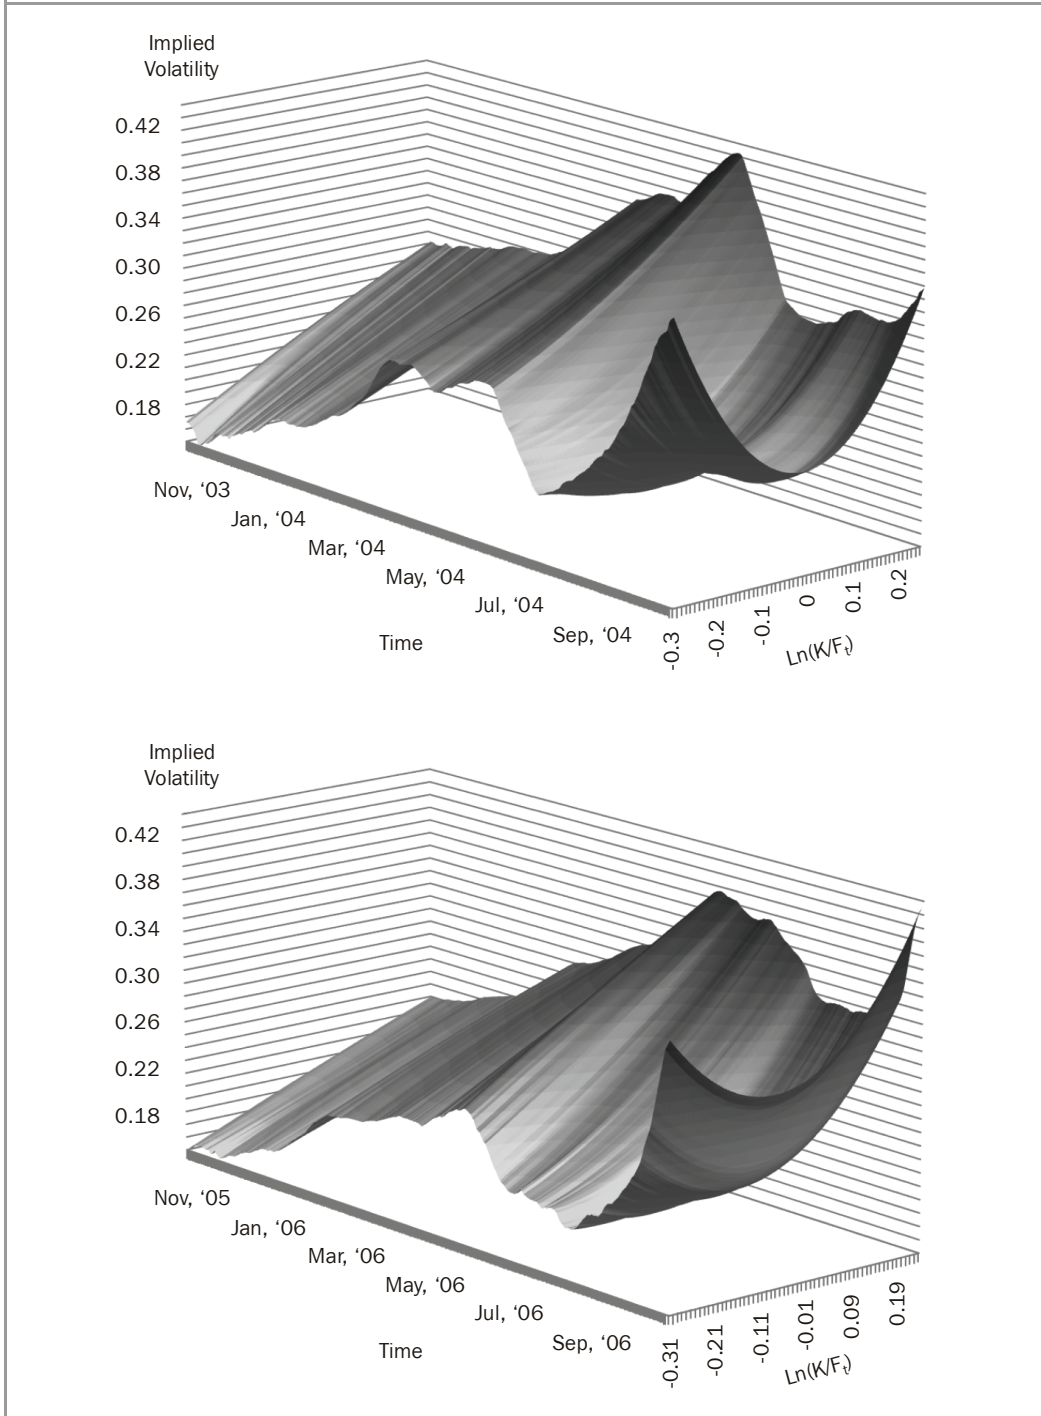 Implied
Volatility
0.42
0.38
0.34
0.30
0.26
0.22
0.18
Nov, ‘03
Jan, ‘04
Mar, ‘04
May, ‘04
Jul, ‘04
Sep, ‘04
Time
-0.3
-0.2
-0.1
0
0.1
0.2
Ln(K/Ft)
Implied
Volatility
0.42
0.38
0.34
0.30
0.26
0.22
0.18
Nov, ‘05
Jan, ‘06
Mar, ‘06
May, ‘06
Jul, ‘06
Sep, ‘06
Time
-0.31
-0.21
-0.11
-0.01
0.09
0.19
Ln(K/Ft)